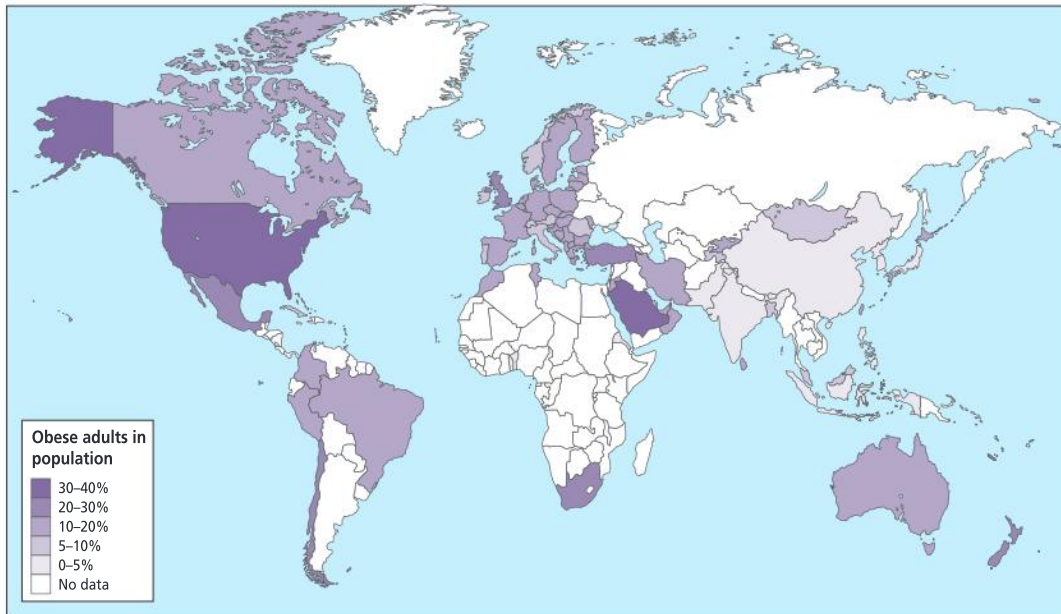 Obese adults in
population
30–40%
20–30%
10–20%
5–10%
0–5%
No data